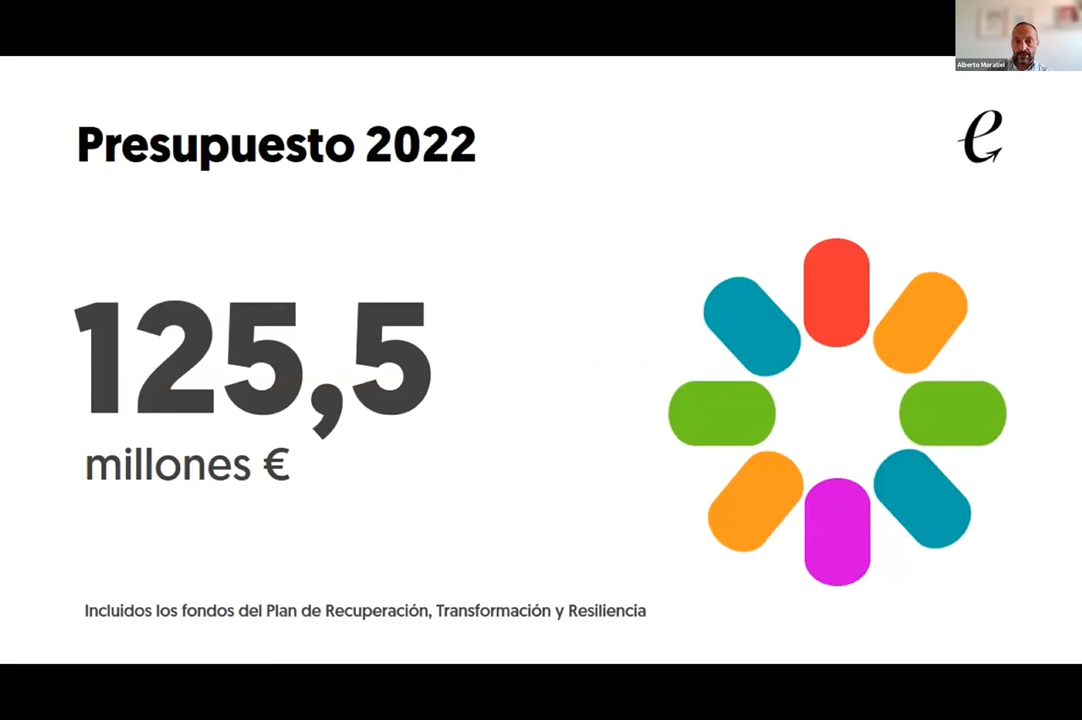 Alberto Moratiel
Presupuesto 2022
e
125,5
millones €
Incluidos los fondos del Plan de Recuperación, Transformación y Resiliencia